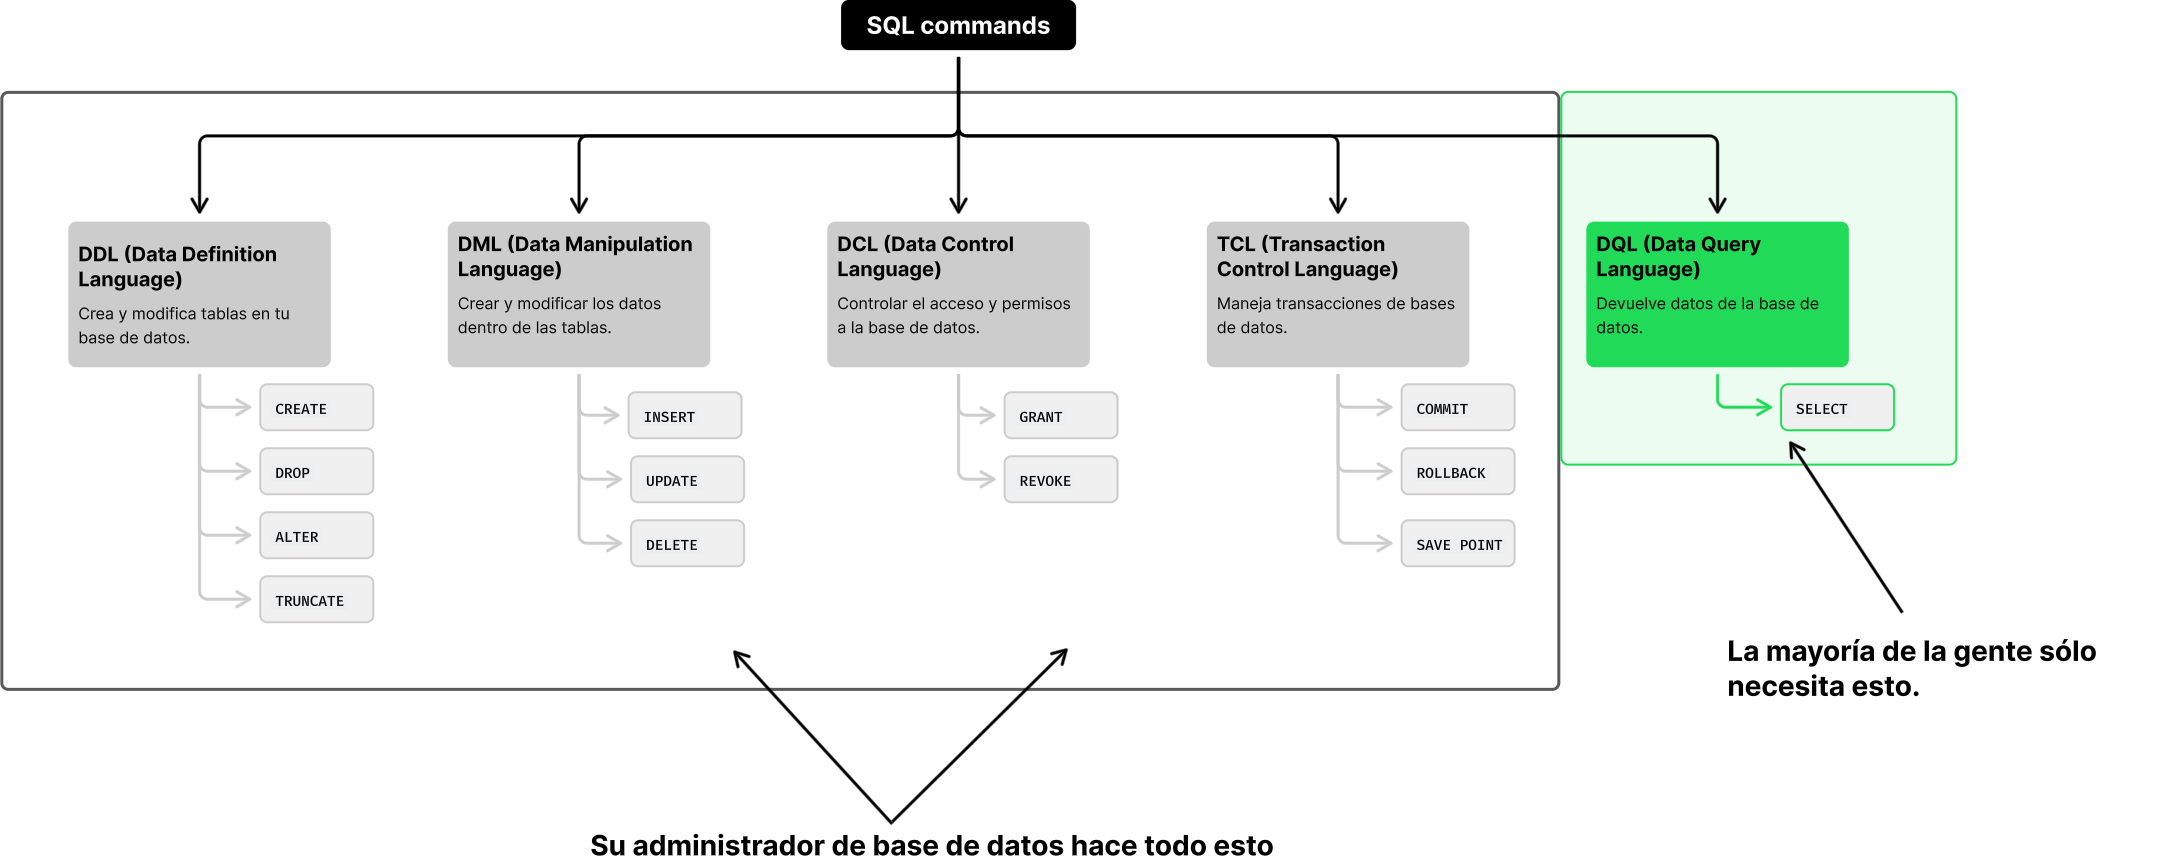 SQL commands
DDL (Data Definition
Language)
Crea y modifica tablas en tu
base de datos.
CREATE
DROP
ALTER
TRUNCATE
DML (Data Manipulation
Language)
Crear y modificar los datos
dentro de las tablas.
INSERT
UPDATE
DELETE
DCL (Data Control
Language)
Controlar el acceso y permisos
a la base de datos.
GRANT
REVOKE
TCL (Transaction
Control Language)
Maneja transacciones de bases
de datos.
COMMIT
ROLLBACK
SAVE POINT
DQL (Data Query
Language)
Devuelve datos de la base de
datos.
SELECT
La mayoría de la gente sólo
necesita esto.
Su administrador de base de datos hace todo esto